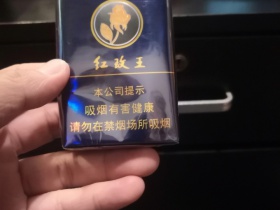 红玫王
本公司提示
吸烟有害健康
请勿在禁烟场所吸烟